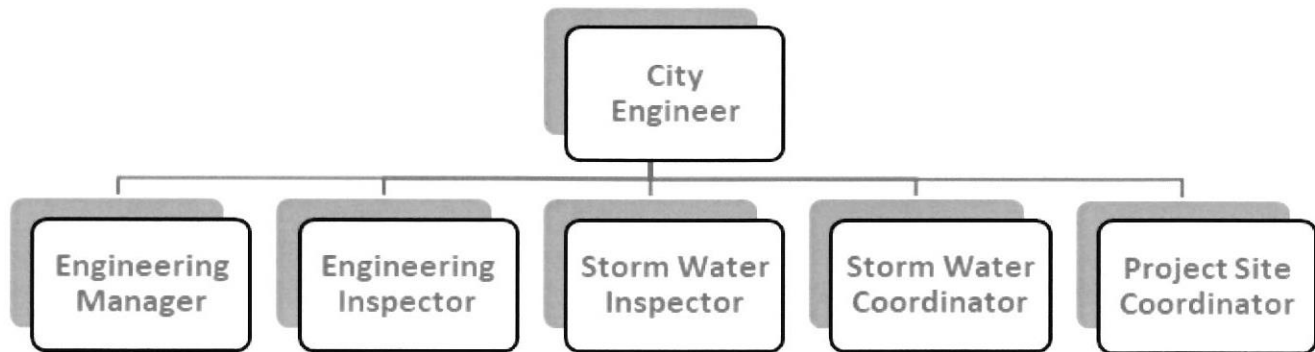 City
Engineer
Engineering
Manager
Engineering
Inspector
Storm Water
Inspector
Storm Water
Coordinator
Project Site
Coordinator